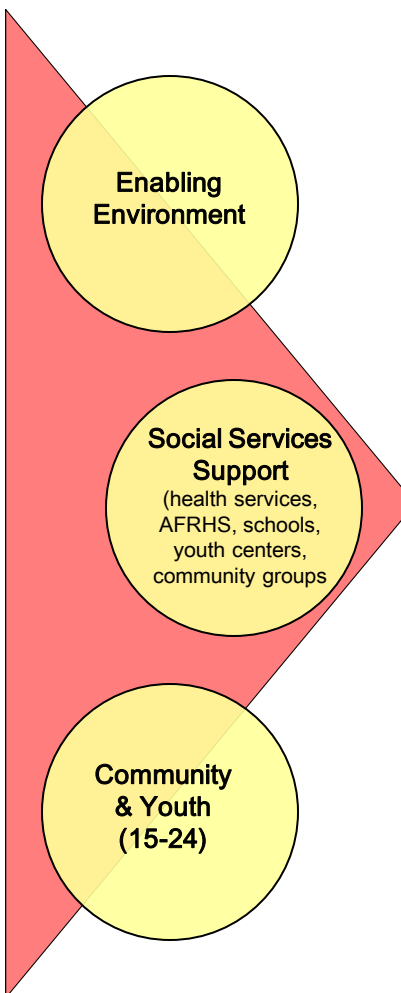 Enabling
Environment
Social Services
Support
(health services,
AFRHS, schools,
youth centers,
community groups
Community
& Youth
(15-24)